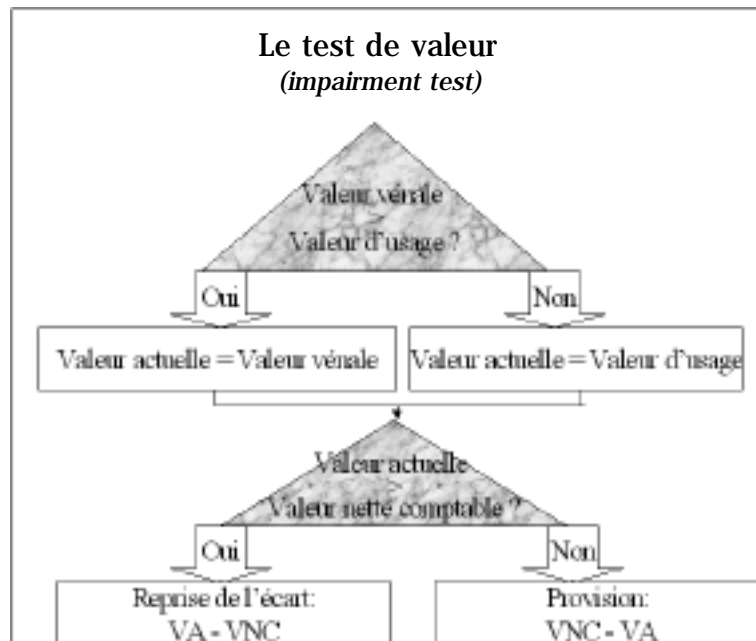 Le test de valeur
(impairment test)
Valeur vénale
Valeur d'usage ?
Oui
Non
Valeur actuelle = Valeur vénale
Valeur actuelle = Valeur d'usage
Valeur actuelle
>
Valeur nette comptable ?
Oui
Non
Reprise de l'écart:
VA - VNC
Provision:
VNC - VA